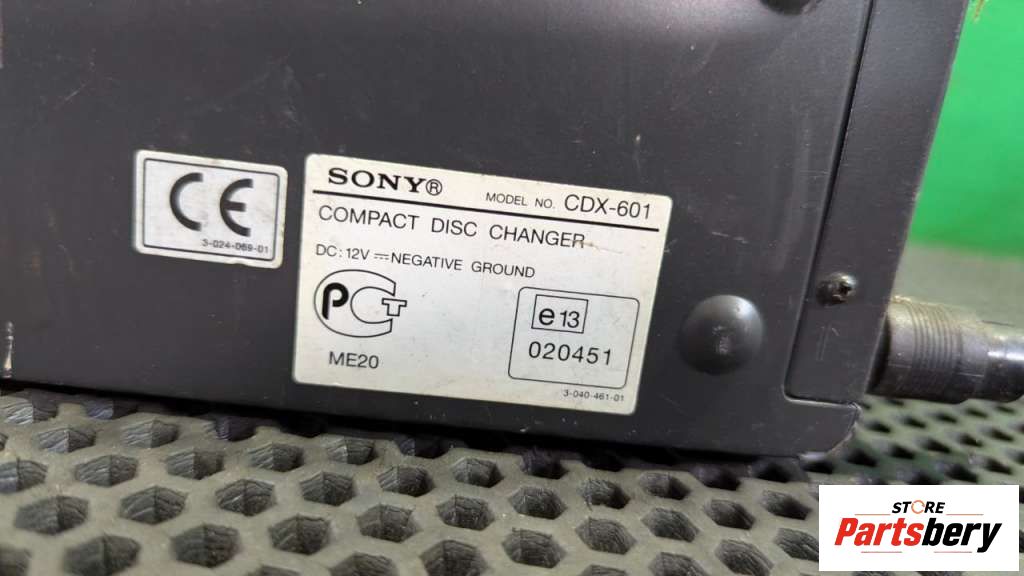 CE
3-024-069-01
SONY®
MODEL NO. CDX-601
COMPACT DISC CHANGER
DC: 12V ⎓ NEGATIVE GROUND
PCT
ME20
e13
020451
3-040-461-01
STORE
Partsbery